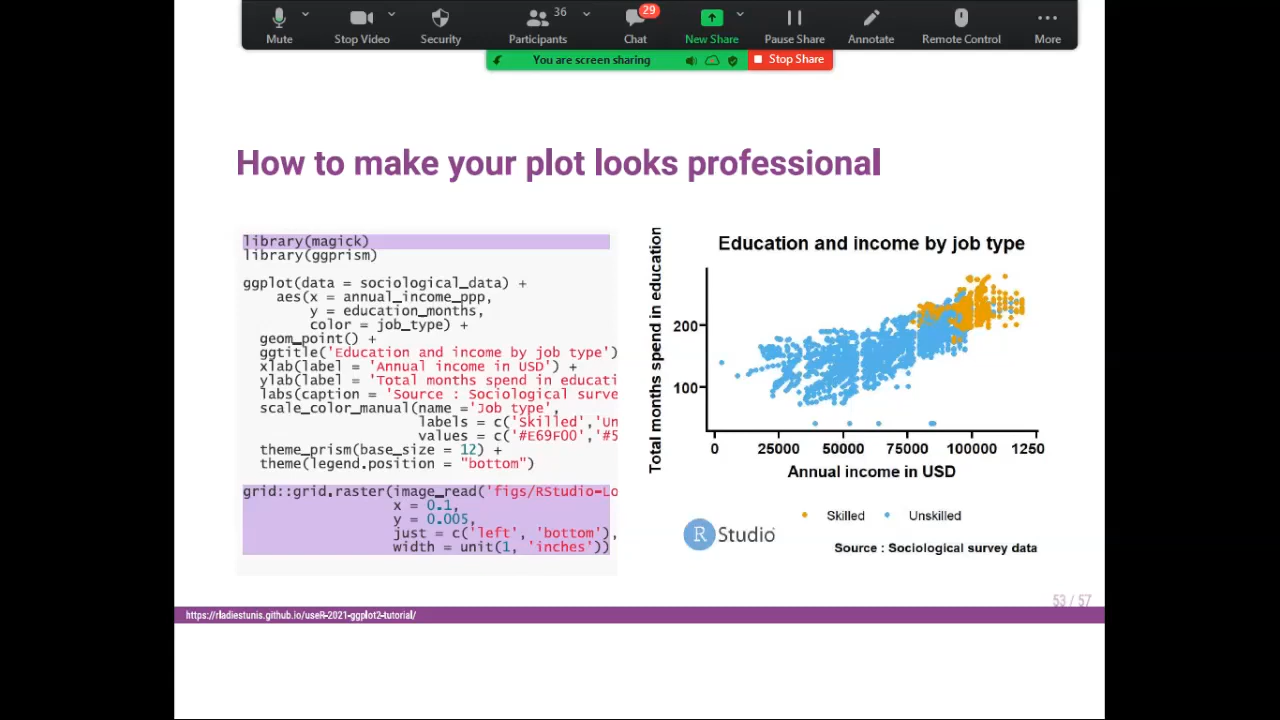 36
29
Mute
Stop Video
Security
Participants
Chat
New Share
Pause Share
Annotate
Remote Control
More
You are screen sharing
Stop Share
How to make your plot looks professional
library(magick)
library(ggprism)
ggplot(data = sociological_data) +
aes(x = annual_income_ppp,
y = education_months,
color = job_type) +
geom_point() +
ggtitle('Education and income by job type')
xlab(label = 'Annual income in USD') +
ylab(label = 'Total months spend in educati
labs(caption = 'Source : Sociological surve
scale_color_manual(name ='Job type',
labels = c('Skilled','Un
values = c('#E69F00','#5
theme_prism(base_size = 12) +
theme(legend.position = "bottom")
grid::grid.raster(image_read('figs/RStudio-Lo
x = 0.1,
y = 0.005,
just = c('left', 'bottom'),
width = unit(1, 'inches'))
Education and income by job type
Total months spend in education
200
100
0
25000
50000
75000
100000
1250
Annual income in USD
Skilled
Unskilled
R Studio
Source : Sociological survey data
53 / 57
https://rladiestunis.github.io/useR-2021-ggplot2-tutorial/